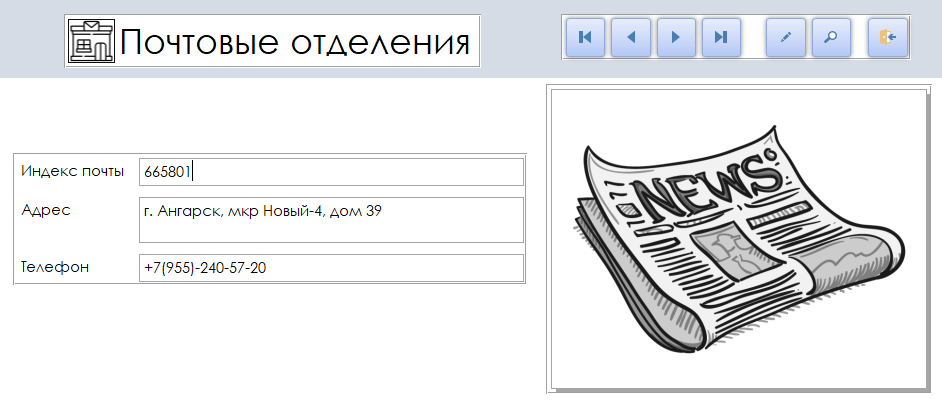 Почтовые отделения
Индекс почты 665801
Адрес г. Ангарск, мкр Новый-4, дом 39
Телефон +7(955)-240-57-20
NEWS